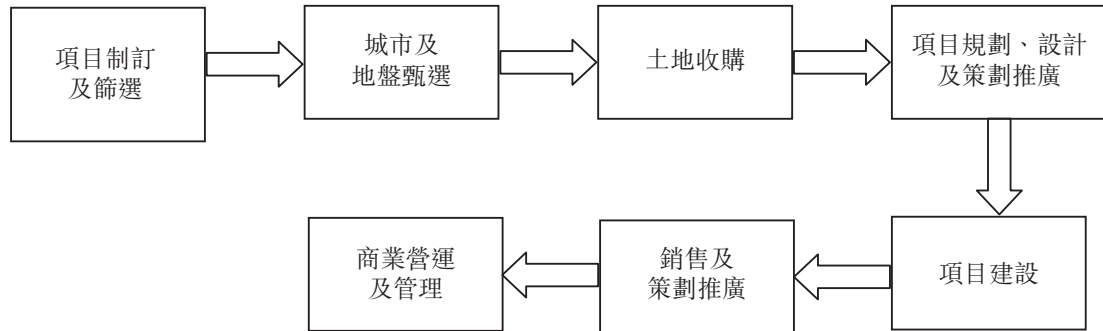 項目制訂
及篩選
城市及
地盤甄選
土地收購
項目規劃、設計
及策劃推廣
項目建設
銷售及
策劃推廣
商業營運
及管理